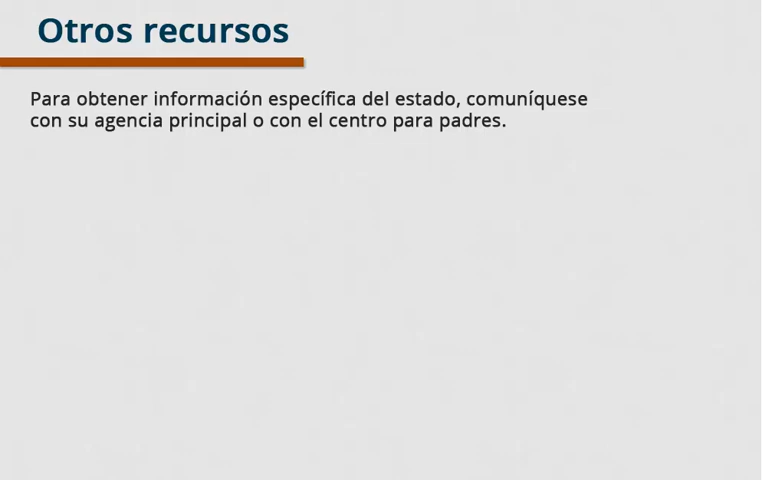 Otros recursos
Para obtener información específica del estado, comuníquese
con su agencia principal o con el centro para padres.